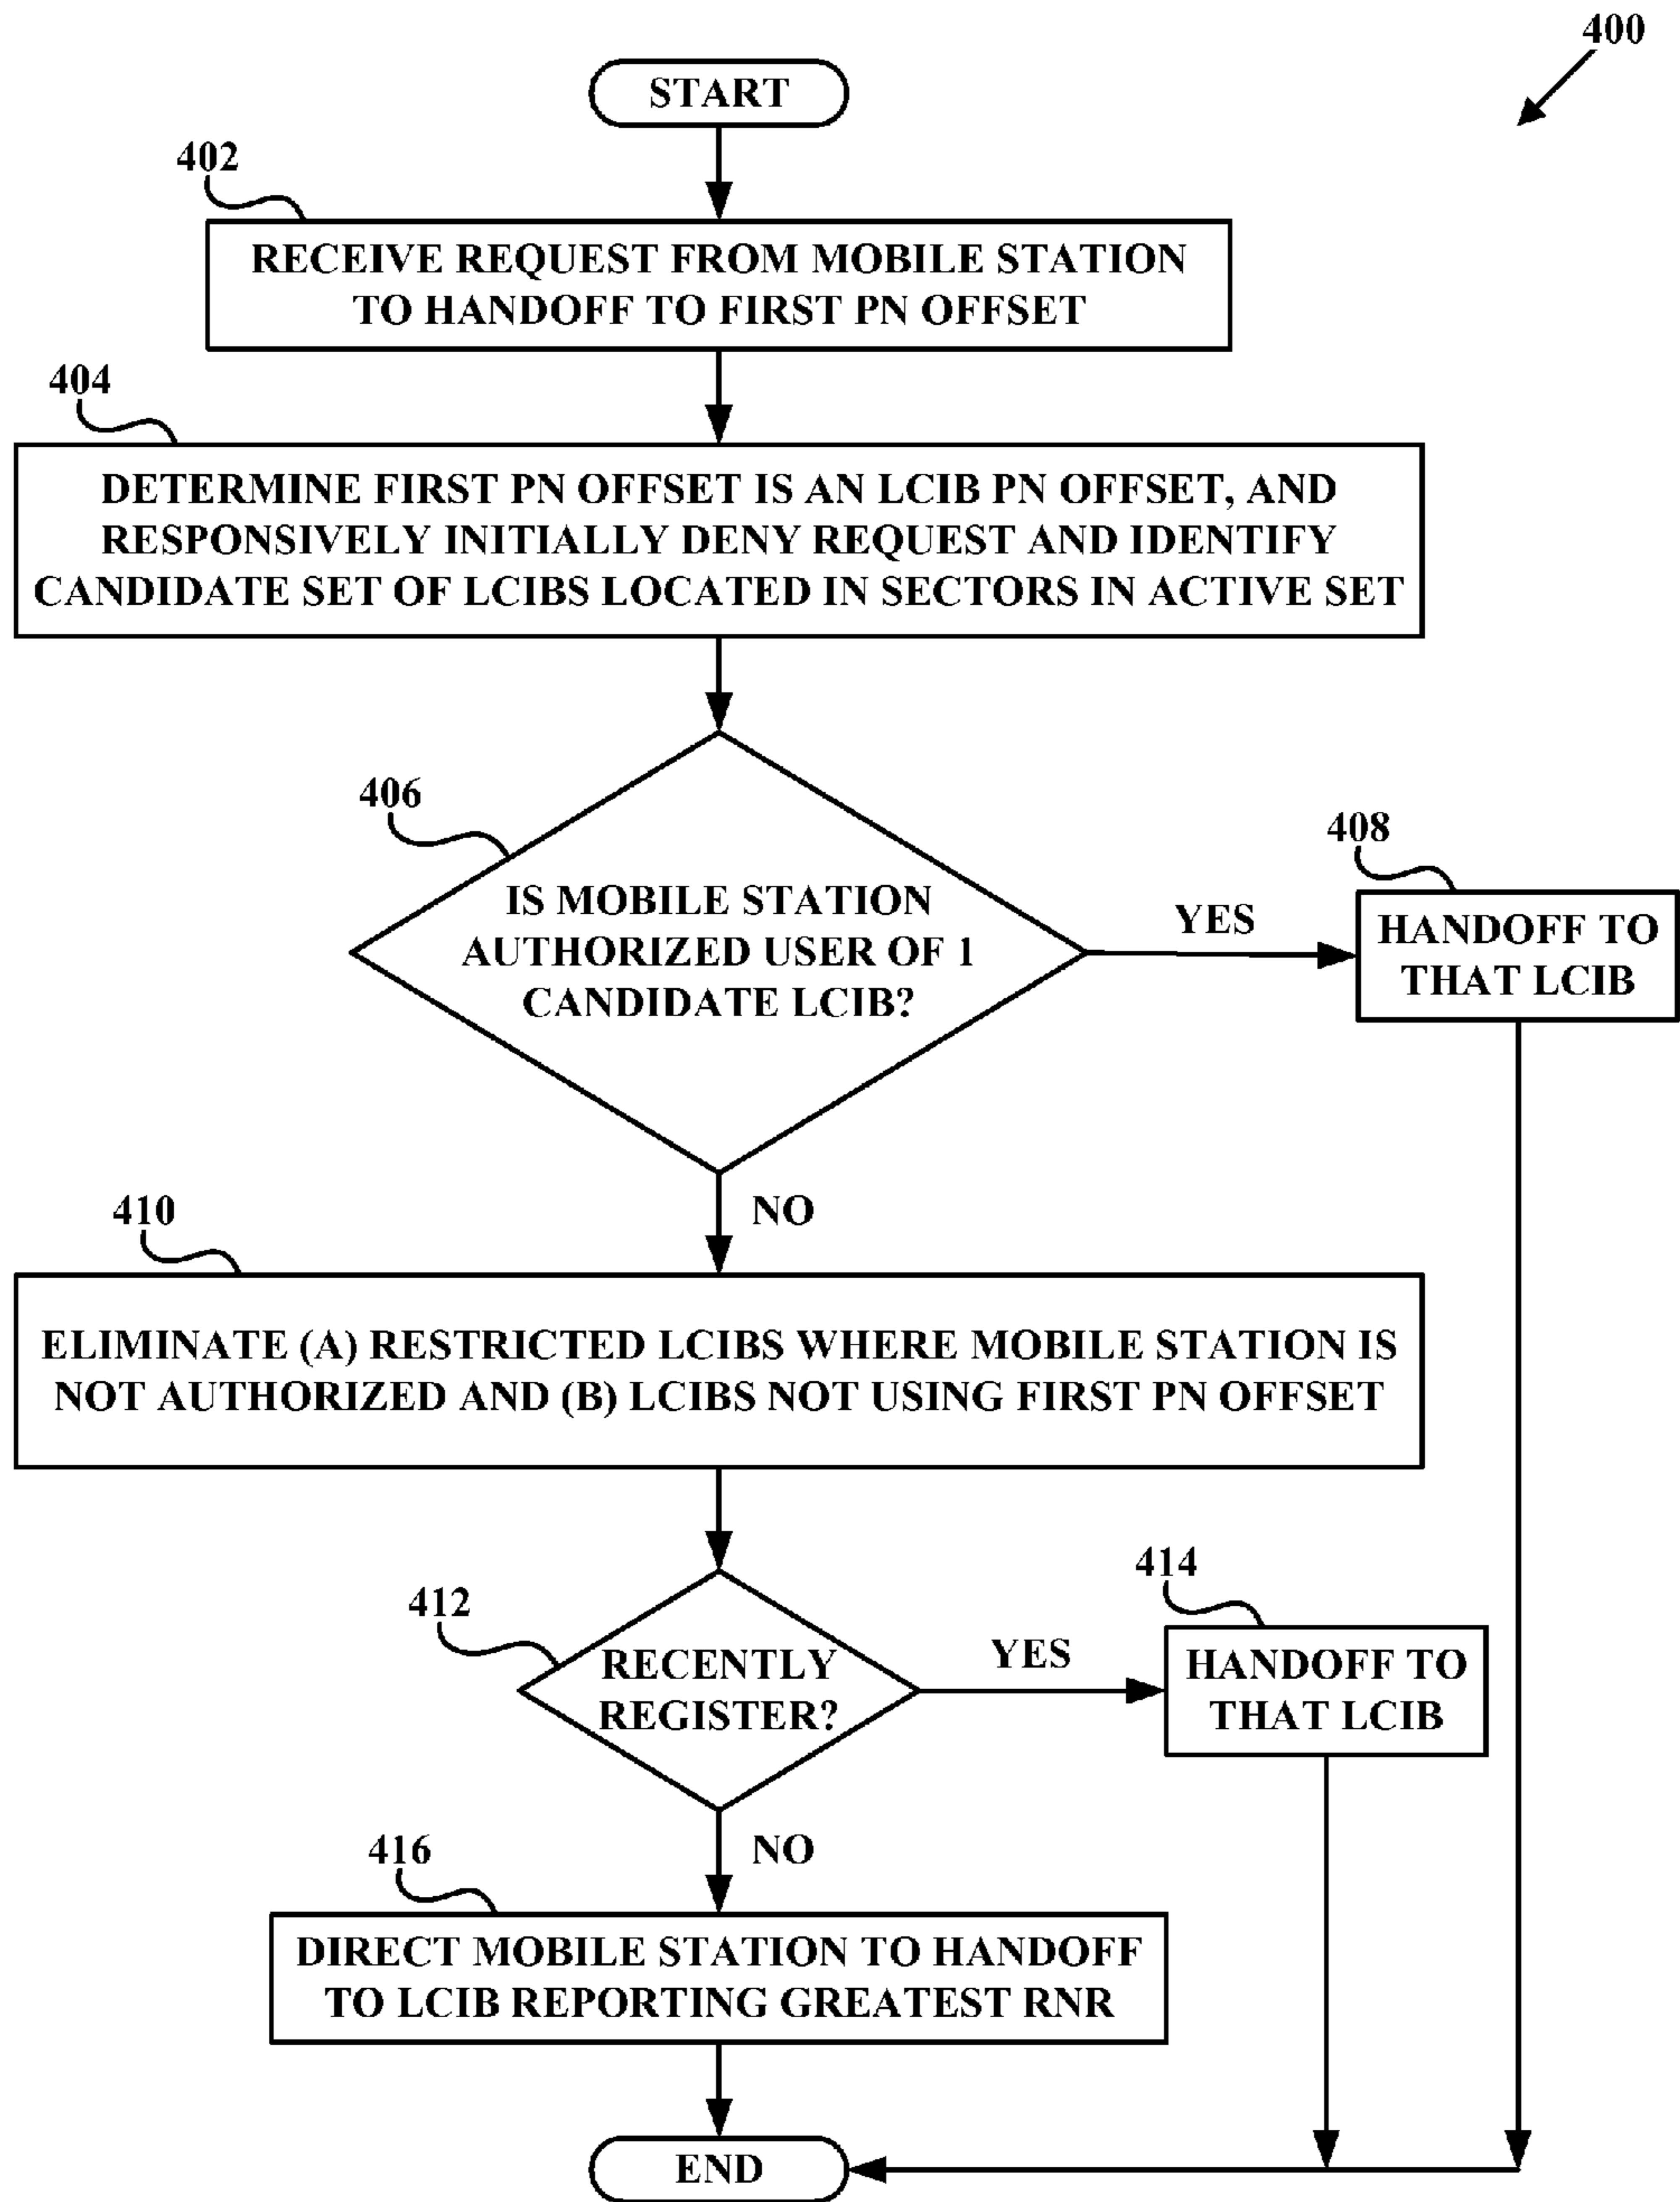 400
START
402
RECEIVE REQUEST FROM MOBILE STATION
TO HANDOFF TO FIRST PN OFFSET
404
DETERMINE FIRST PN OFFSET IS AN LCIB PN OFFSET, AND
RESPONSIVELY INITIALLY DENY REQUEST AND IDENTIFY
CANDIDATE SET OF LCIBS LOCATED IN SECTORS IN ACTIVE SET
406
IS MOBILE STATION
AUTHORIZED USER OF 1
CANDIDATE LCIB?
YES
408
HANDOFF TO
THAT LCIB
NO
410
ELIMINATE (A) RESTRICTED LCIBS WHERE MOBILE STATION IS
NOT AUTHORIZED AND (B) LCIBS NOT USING FIRST PN OFFSET
412
RECENTLY
REGISTER?
YES
414
HANDOFF TO
THAT LCIB
NO
416
DIRECT MOBILE STATION TO HANDOFF
TO LCIB REPORTING GREATEST RNR
END